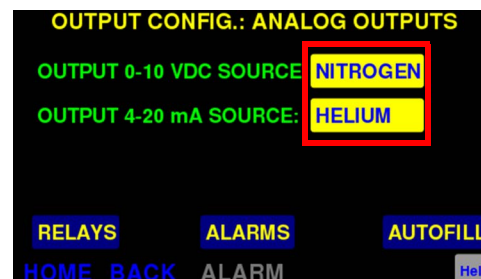 OUTPUT CONFIG.: ANALOG OUTPUTS
OUTPUT 0-10 VDC SOURCE NITROGEN
OUTPUT 4-20 mA SOURCE: HELIUM
RELAYS ALARMS AUTOFILL
HOME BACK ALARM Hel